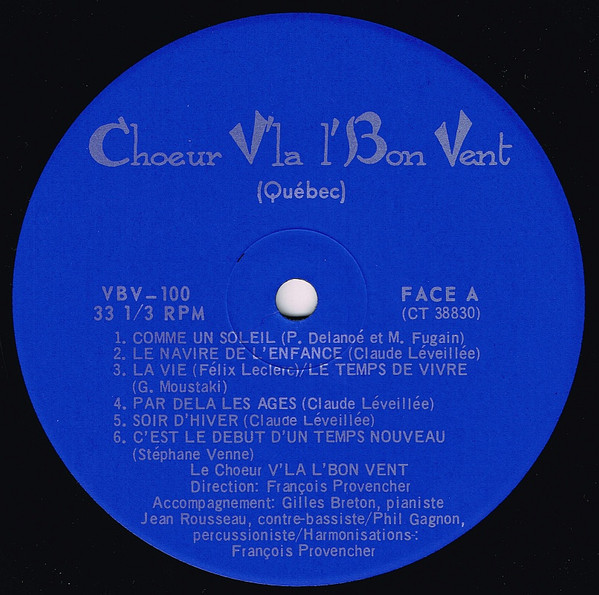 Choeur V'la l'Bon Vent
(Québec)
VBV-100
33 1/3 RPM
FACE A
(CT 38830)
1. COMME UN SOLEIL (P. Delanoé et M. Fugain)
2. LE NAVIRE DE L'ENFANCE (Claude Léveillée)
3. LA VIE (Félix Leclerc)/LE TEMPS DE VIVRE
(G. Moustaki)
4. PAR DELA LES AGES (Claude Léveillée)
5. SOIR D'HIVER (Claude Léveillée)
6. C'EST LE DEBUT D'UN TEMPS NOUVEAU
(Stéphane Venne)
Le Choeur V'LA L'BON VENT
Direction: François Provencher
Accompagnement: Gilles Breton, pianiste
Jean Rousseau, contre-bassiste/Phil Gagnon,
percussioniste/Harmonisations-:
François Provencher